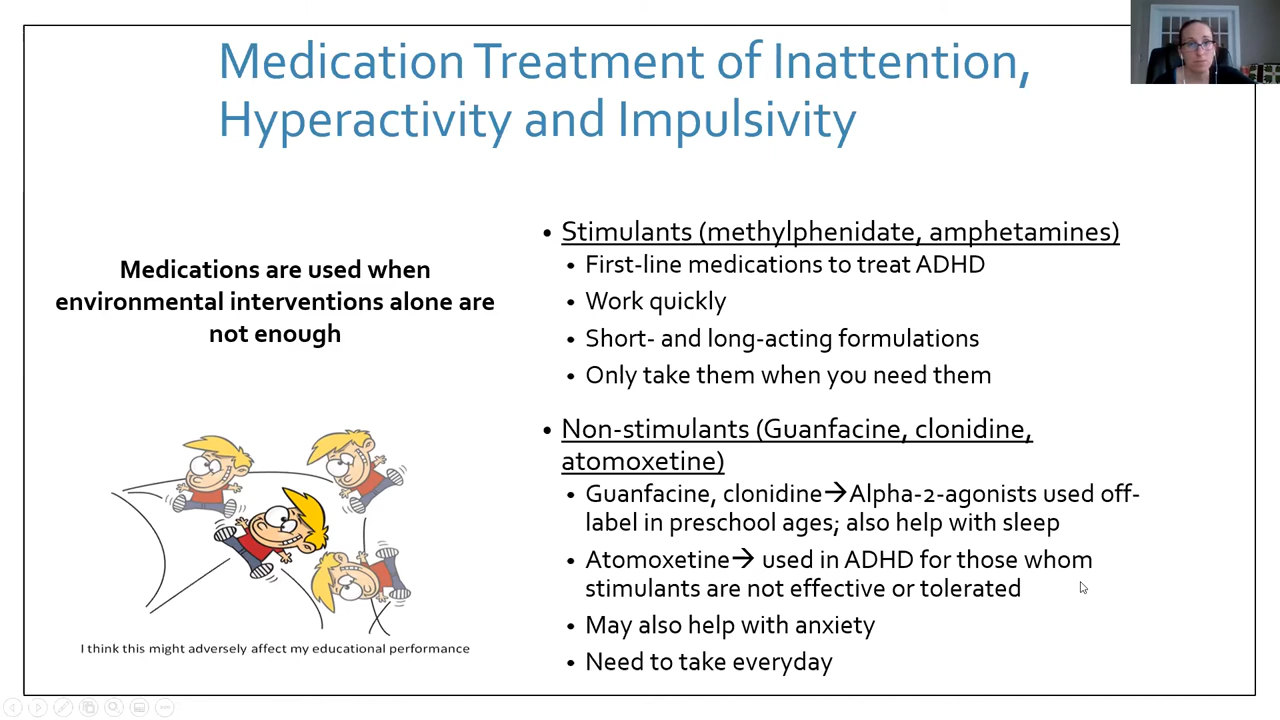 Medication Treatment of Inattention,
Hyperactivity and Impulsivity
Medications are used when
environmental interventions alone are
not enough
I think this might adversely affect my educational performance
• Stimulants (methylphenidate, amphetamines)
• First-line medications to treat ADHD
• Work quickly
• Short- and long-acting formulations
• Only take them when you need them
• Non-stimulants (Guanfacine, clonidine,
atomoxetine)
• Guanfacine, clonidine→Alpha-2-agonists used off-
label in preschool ages; also help with sleep
• Atomoxetine→ used in ADHD for those whom
stimulants are not effective or tolerated
• May also help with anxiety
• Need to take everyday